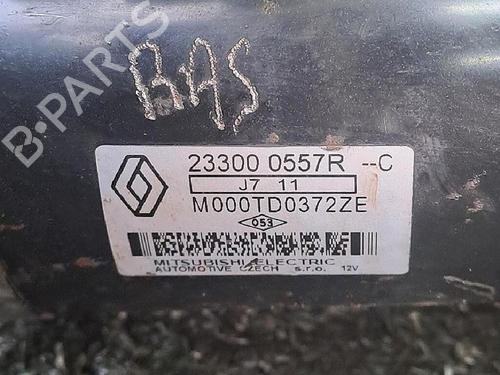 BAS
B-PARTS
23300 0557R --C
J7 11
M000TD0372ZE
053
MITSUBISHI ELECTRIC
AUTOMOTIVE CZECH s.r.o. 12V